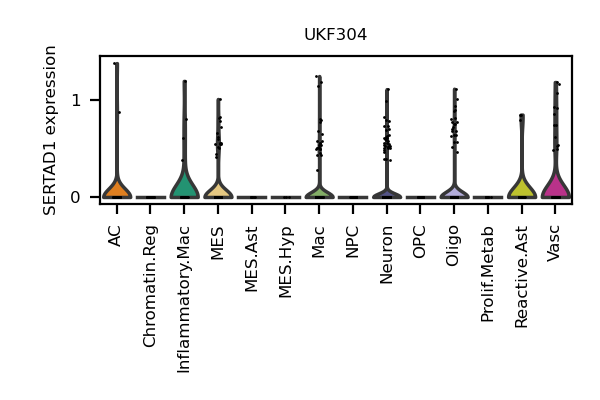 UKF304
SERTAD1 expression
1
0
AC
Chromatin.Reg
Inflammatory.Mac
MES
MES.Ast
MES.Hyp
Mac
NPC
Neuron
OPC
Oligo
Prolif.Metab
Reactive.Ast
Vasc